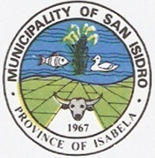 MUNICIPALITY OF SAN ISIDRO
1967
PROVINCE OF ISABELA